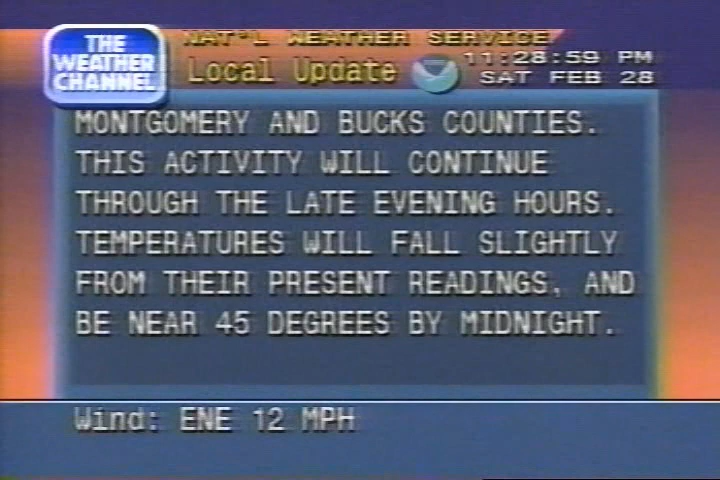 THE
WEATHER
CHANNEL
NAT'L WEATHER SERVICE
Local Update
11:28:59 PM
SAT FEB 28
MONTGOMERY AND BUCKS COUNTIES.
THIS ACTIVITY WILL CONTINUE
THROUGH THE LATE EVENING HOURS.
TEMPERATURES WILL FALL SLIGHTLY
FROM THEIR PRESENT READINGS, AND
BE NEAR 45 DEGREES BY MIDNIGHT.
Wind: ENE 12 MPH